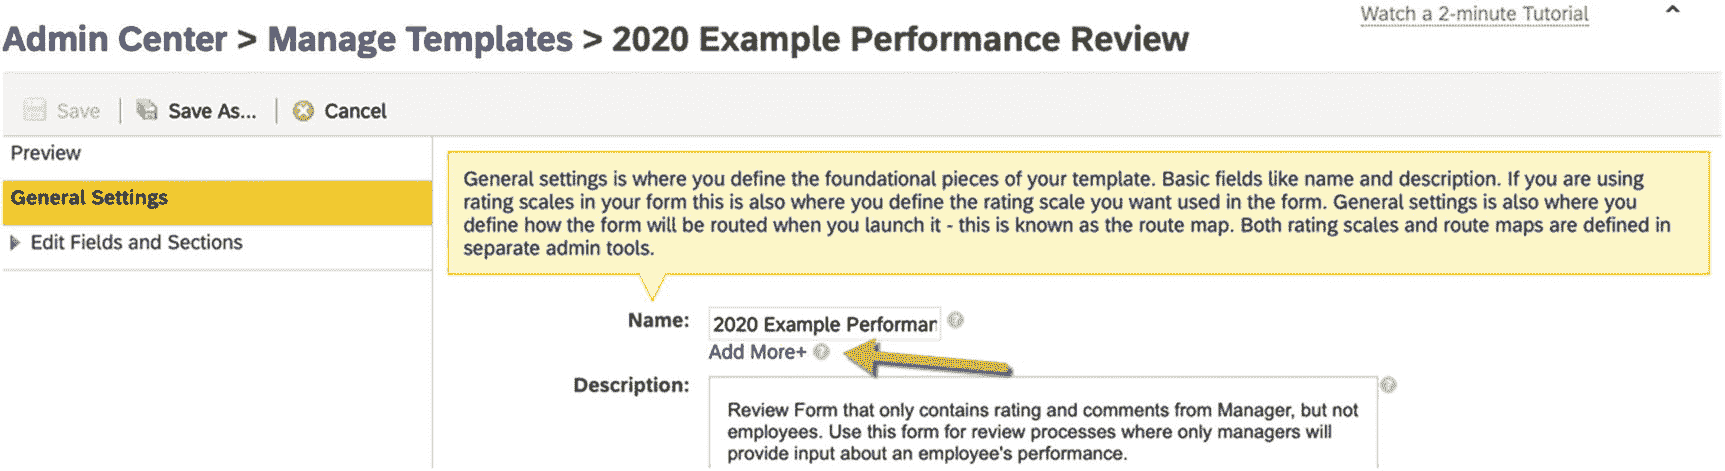 Watch a 2-minute Tutorial
Admin Center > Manage Templates > 2020 Example Performance Review
Save | Save As... | Cancel
Preview
General Settings
Edit Fields and Sections
General settings is where you define the foundational pieces of your template. Basic fields like name and description. If you are using
rating scales in your form this is also where you define the rating scale you want used in the form. General settings is also where you
define how the form will be routed when you launch it - this is known as the route map. Both rating scales and route maps are defined in
separate admin tools.
Name: 2020 Example Performan
Add More+
Description:
Review Form that only contains rating and comments from Manager, but not
employees. Use this form for review processes where only managers will
provide input about an employee's performance.